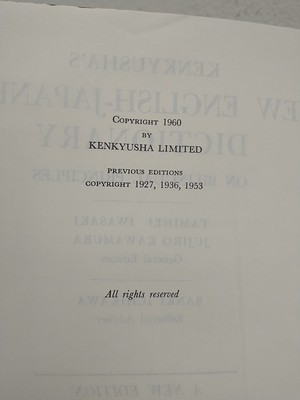 COPYRIGHT 1960
BY
KENKYUSHA LIMITED
PREVIOUS EDITIONS
COPYRIGHT 1927, 1936, 1953
All rights reserved